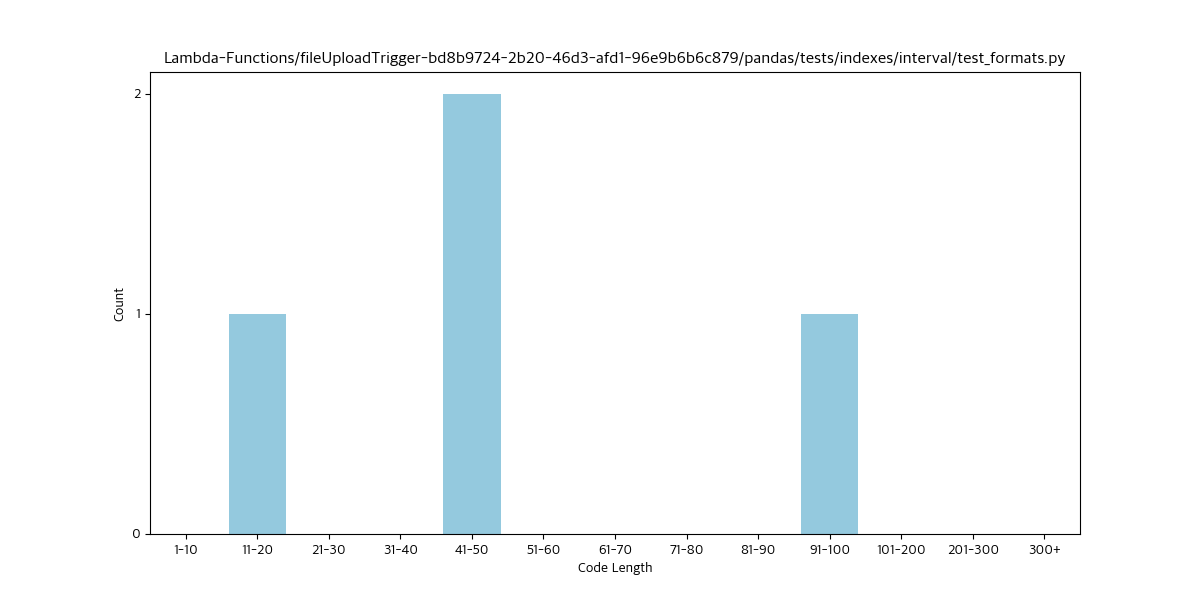 Lambda-Functions/fileUploadTrigger-bd8b9724-2b20-46d3-afd1-96e9b6b6c879/pandas/tests/indexes/interval/test_formats.py
2
1
0
Count
1-10 11-20 21-30 31-40 41-50 51-60 61-70 71-80 81-90 91-100 101-200 201-300 300+
Code Length